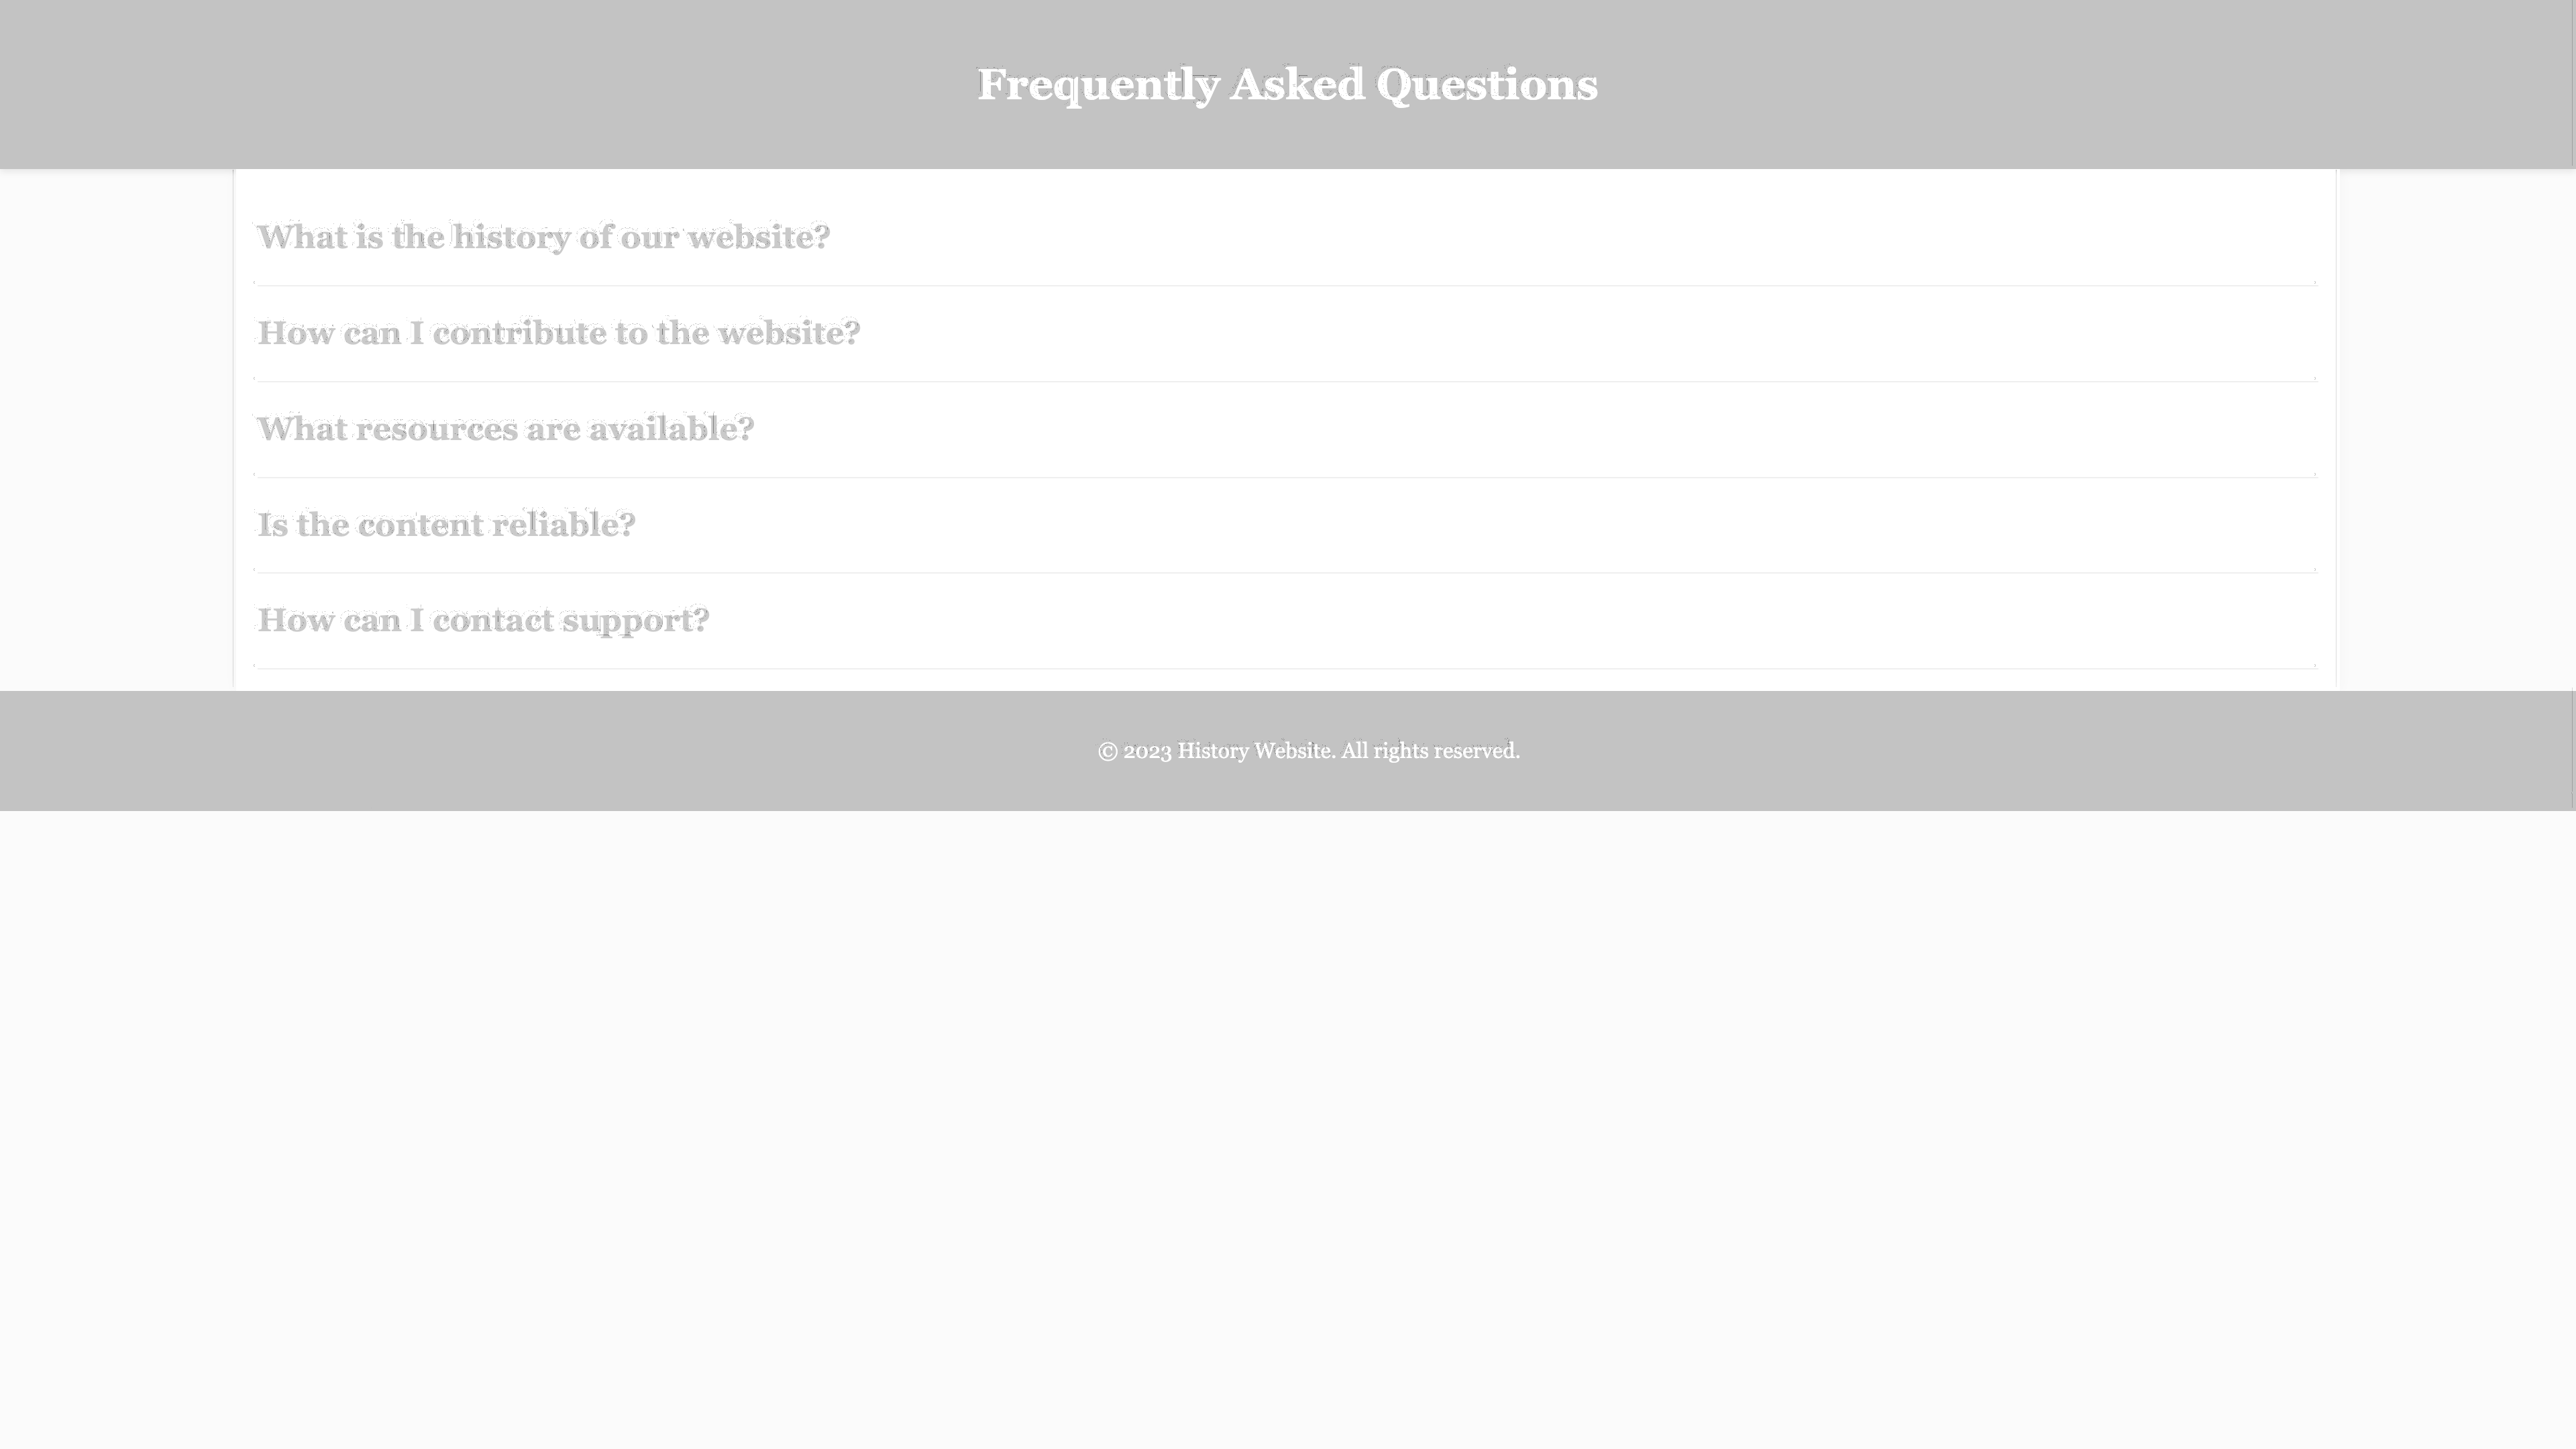 Frequently Asked Questions
What is the history of our website?
How can I contribute to the website?
What resources are available?
Is the content reliable?
How can I contact support?
© 2023 History Website. All rights reserved.